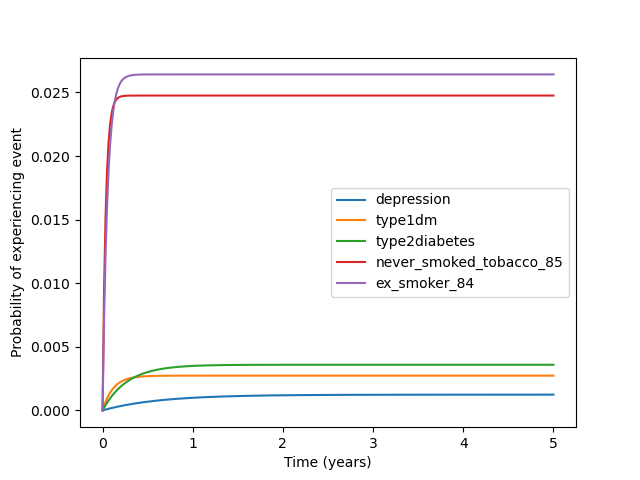 Probability of experiencing event
0.025
0.020
0.015
0.010
0.005
0.000
depression
type1dm
type2diabetes
never_smoked_tobacco_85
ex_smoker_84
0 1 2 3 4 5
Time (years)